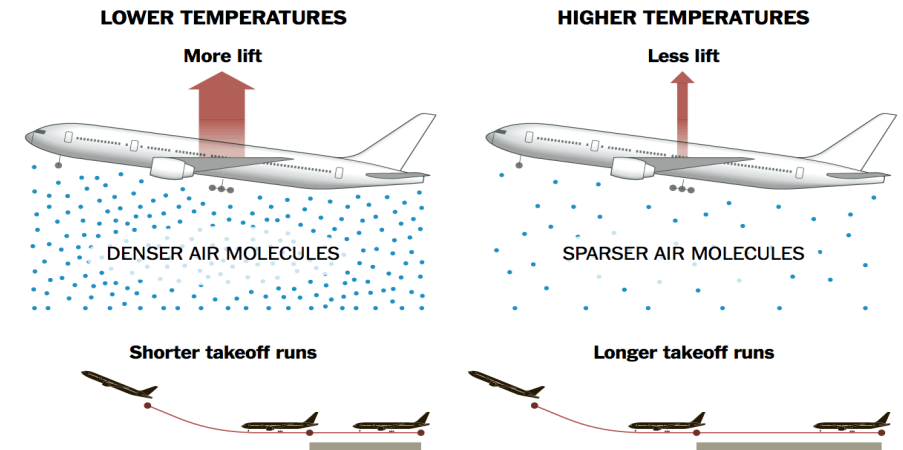 LOWER TEMPERATURES
More lift
DENSER AIR MOLECULES
Shorter takeoff runs
HIGHER TEMPERATURES
Less lift
SPARSER AIR MOLECULES
Longer takeoff runs